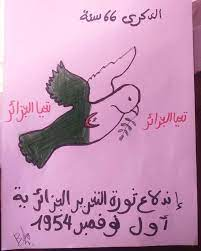 الذكرى 66 سنة
تحيا الجزائر
تحيا الجزائر
إندلاع ثورة التحرير الجزائرية
أول نوفمبر 1954